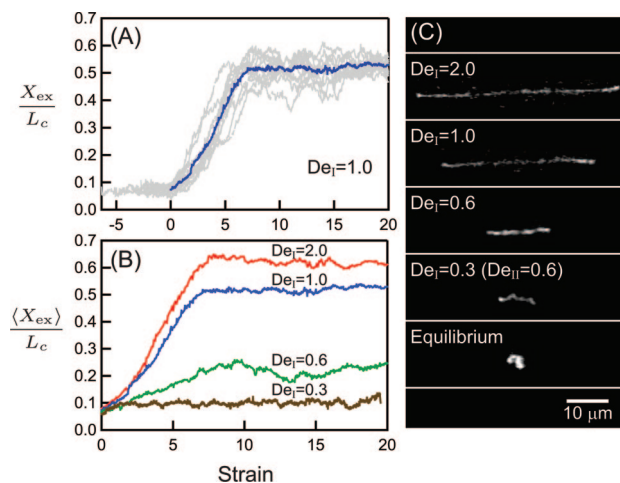 (A)
0.7
0.6
0.5
0.4
0.3
0.2
0.1
0.0
X_ex
L_c
De_I=1.0
-5
0
5
10
15
20
(B)
0.7
0.6
0.5
0.4
0.3
0.2
0.1
0.0
⟨X_ex⟩
L_c
De_I=2.0
De_I=1.0
De_I=0.6
De_I=0.3
0
5
10
15
20
Strain
(C)
De_I=2.0
De_I=1.0
De_I=0.6
De_I=0.3 (De_II=0.6)
Equilibrium
10 μm